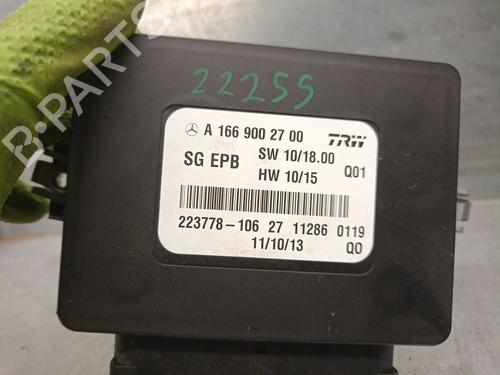 22255
A 166 900 27 00 TRW
SG EPB SW 10/18.00 Q01
HW 10/15
223778-106 27 11286 0119
11/10/13 Q0
B-PARTS